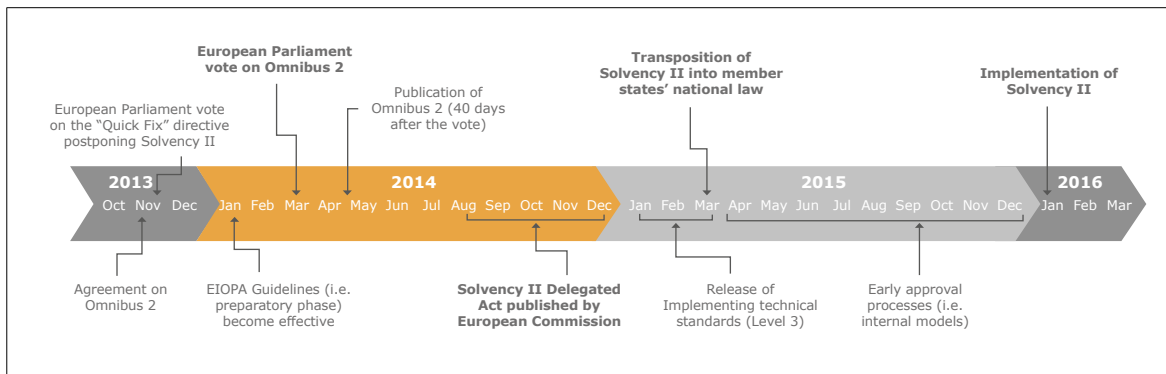 European Parliament
vote on Omnibus 2
Transposition of
Solvency II into member
states’ national law
Implementation of
Solvency II
European Parliament vote
on the “Quick Fix” directive
postponing Solvency II
Publication of
Omnibus 2 (40 days
after the vote)
2013
2014
2015
2016
Oct Nov Dec
Jan Feb Mar Apr May Jun Jul Aug Sep Oct Nov Dec
Jan Feb Mar Apr May Jun Jul Aug Sep Oct Nov Dec
Jan Feb Mar
Agreement on
Omnibus 2
EIOPA Guidelines (i.e.
preparatory phase)
become effective
Solvency II Delegated
Act published by
European Commission
Release of
Implementing technical
standards (Level 3)
Early approval
processes (i.e.
internal models)